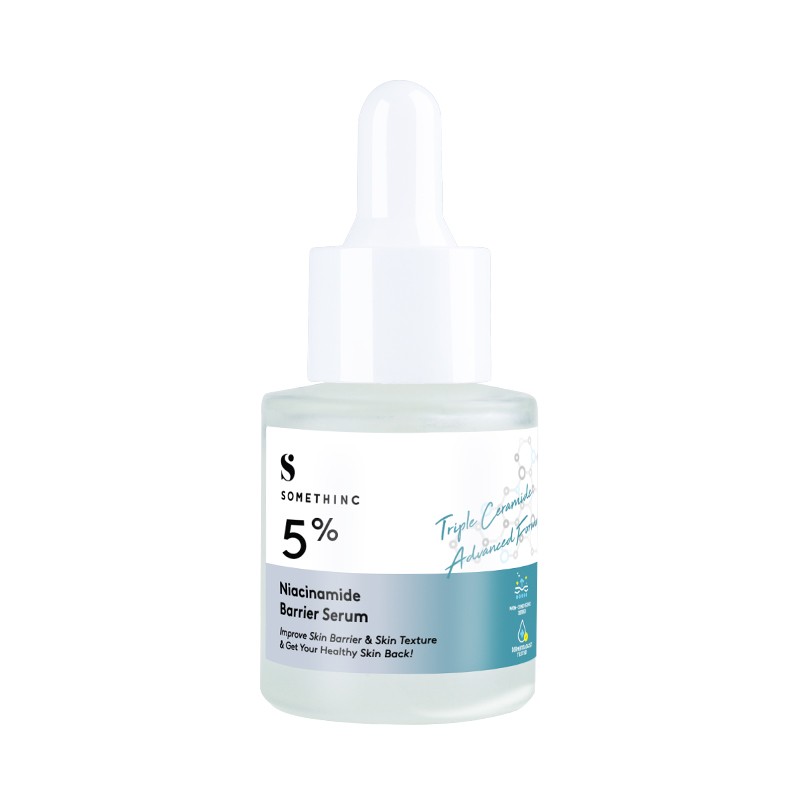 S
SOMETHINC
5%
Niacinamide
Barrier Serum
Improve Skin Barrier & Skin Texture
& Get Your Healthy Skin Back!
Triple Ceramide
Advanced